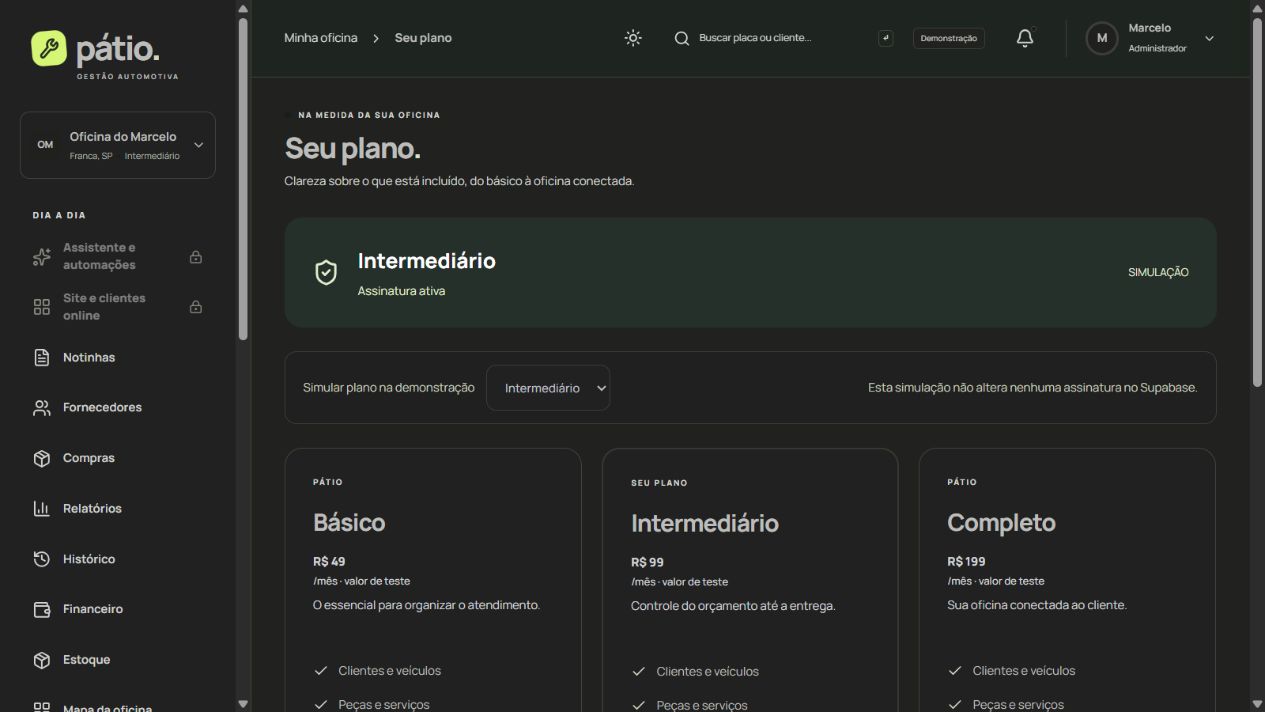 pátio.
GESTÃO AUTOMOTIVA
OM
Oficina do Marcelo
Franca, SP Intermediário
DIA A DIA
Assistente e
automações
Site e clientes
online
Notinhas
Fornecedores
Compras
Relatórios
Histórico
Financeiro
Estoque
Mapa da oficina
Minha oficina > Seu plano
Buscar placa ou cliente...
Demonstração
M
Marcelo
Administrador
NA MEDIDA DA SUA OFICINA
Seu plano.
Clareza sobre o que está incluído, do básico à oficina conectada.
Intermediário
Assinatura ativa
SIMULAÇÃO
Simular plano na demonstração
Intermediário
Esta simulação não altera nenhuma assinatura no Supabase.
PÁTIO
Básico
R$ 49
/mês · valor de teste
O essencial para organizar o atendimento.
Clientes e veículos
Peças e serviços
SEU PLANO
Intermediário
R$ 99
/mês · valor de teste
Controle do orçamento até a entrega.
Clientes e veículos
Peças e serviços
PÁTIO
Completo
R$ 199
/mês · valor de teste
Sua oficina conectada ao cliente.
Clientes e veículos
Peças e serviços